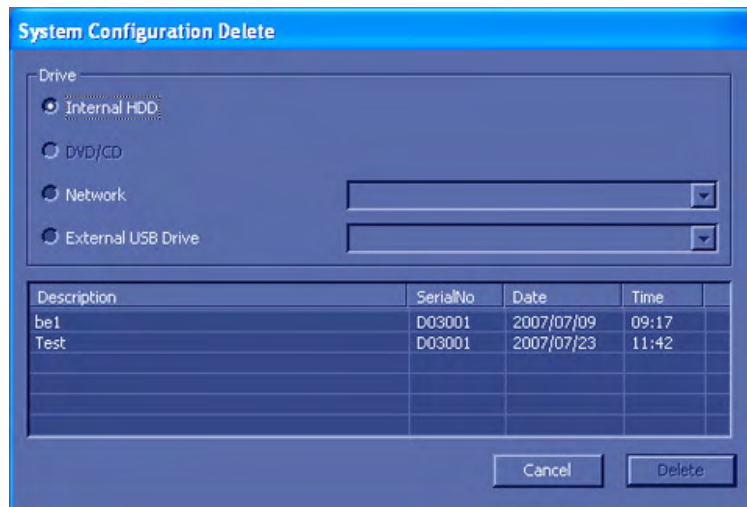 System Configuration Delete
Drive
Internal HDD
DVD/CD
Network
External USB Drive
Description SerialNo Date Time
be1 D03001 2007/07/09 09:17
Test D03001 2007/07/23 11:42
Cancel Delete